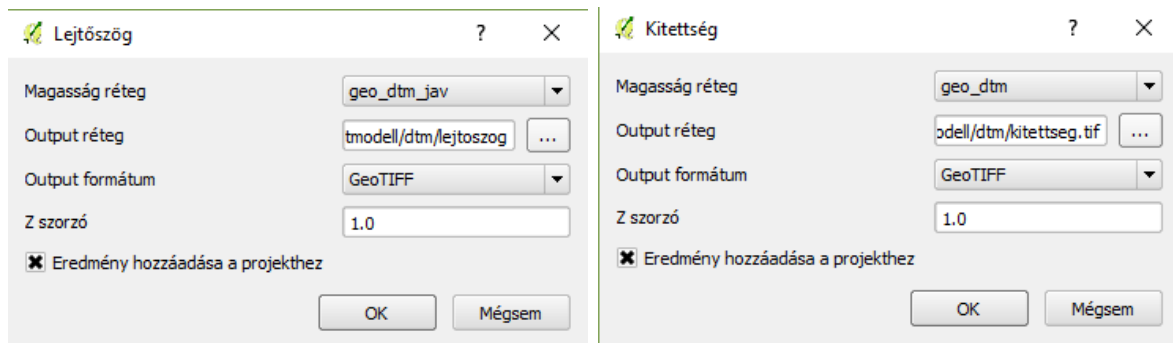 Lejtőszög ?
Magasság réteg geo_dtm_jav
Output réteg tmodell/dtm/lejtoszog ...
Output formátum GeoTIFF
Z szorzó 1.0
Eredmény hozzáadása a projekthez
OK Mégsem
Kitettség ?
Magasság réteg geo_dtm
Output réteg odell/dtm/kitettseg.tif ...
Output formátum GeoTIFF
Z szorzó 1.0
Eredmény hozzáadása a projekthez
OK Mégsem